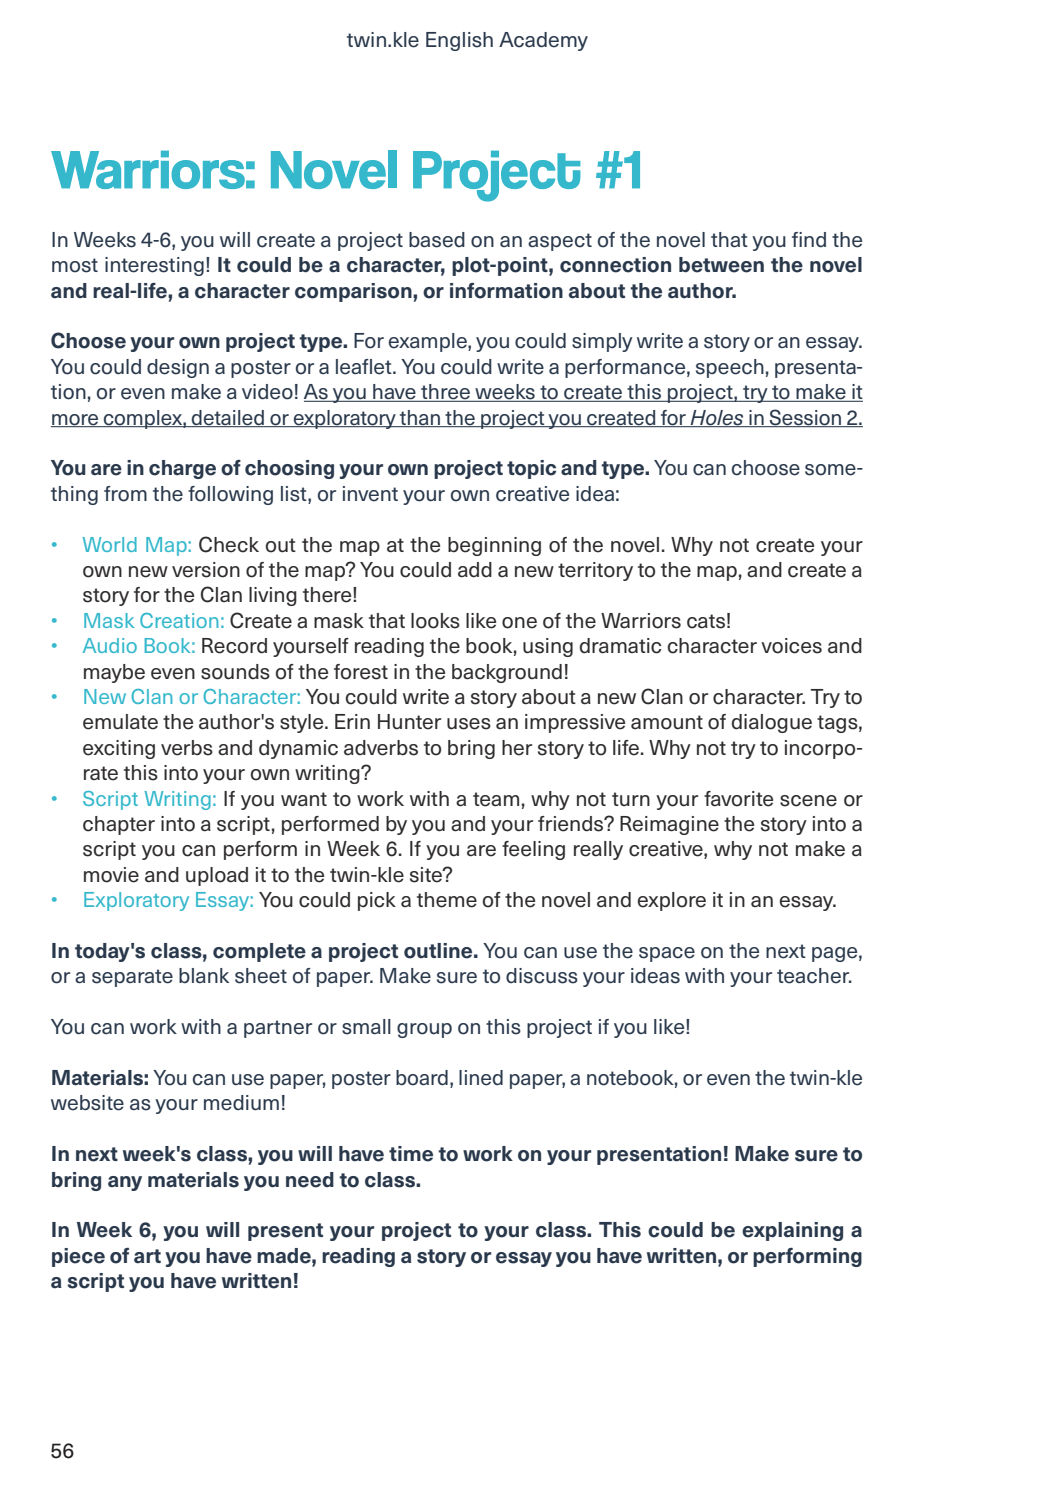 twin.kle English Academy
Warriors: Novel Project #1
In Weeks 4-6, you will create a project based on an aspect of the novel that you find the
most interesting! It could be a character, plot-point, connection between the novel
and real-life, a character comparison, or information about the author.
Choose your own project type. For example, you could simply write a story or an essay.
You could design a poster or a leaflet. You could write a performance, speech, presenta-
tion, or even make a video! As you have three weeks to create this project, try to make it
more complex, detailed or exploratory than the project you created for Holes in Session 2.
You are in charge of choosing your own project topic and type. You can choose some-
thing from the following list, or invent your own creative idea:
• World Map: Check out the map at the beginning of the novel. Why not create your
own new version of the map? You could add a new territory to the map, and create a
story for the Clan living there!
• Mask Creation: Create a mask that looks like one of the Warriors cats!
• Audio Book: Record yourself reading the book, using dramatic character voices and
maybe even sounds of the forest in the background!
• New Clan or Character: You could write a story about a new Clan or character. Try to
emulate the author's style. Erin Hunter uses an impressive amount of dialogue tags,
exciting verbs and dynamic adverbs to bring her story to life. Why not try to incorpo-
rate this into your own writing?
• Script Writing: If you want to work with a team, why not turn your favorite scene or
chapter into a script, performed by you and your friends? Reimagine the story into a
script you can perform in Week 6. If you are feeling really creative, why not make a
movie and upload it to the twin-kle site?
• Exploratory Essay: You could pick a theme of the novel and explore it in an essay.
In today's class, complete a project outline. You can use the space on the next page,
or a separate blank sheet of paper. Make sure to discuss your ideas with your teacher.
You can work with a partner or small group on this project if you like!
Materials: You can use paper, poster board, lined paper, a notebook, or even the twin-kle
website as your medium!
In next week's class, you will have time to work on your presentation! Make sure to
bring any materials you need to class.
In Week 6, you will present your project to your class. This could be explaining a
piece of art you have made, reading a story or essay you have written, or performing
a script you have written!
56